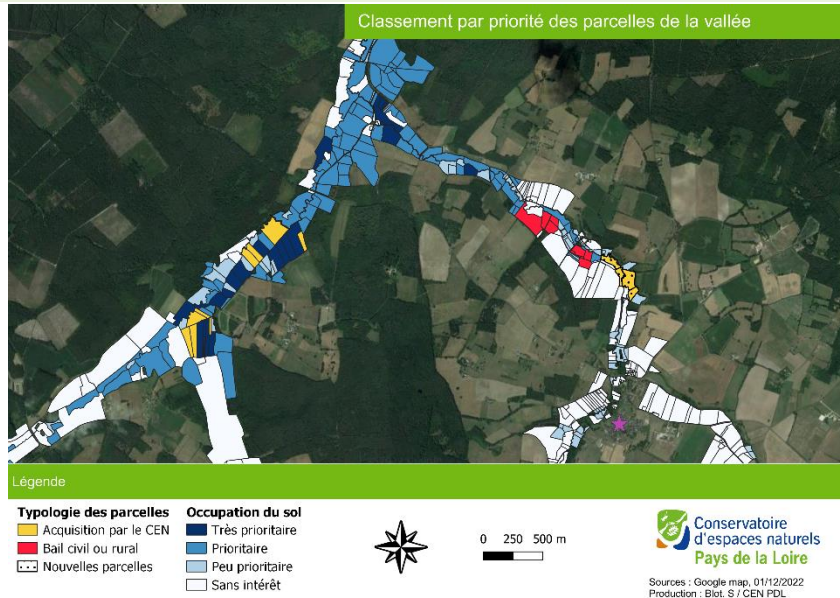 Classement par priorité des parcelles de la vallée
Légende
Typologie des parcelles
Acquisition par le CEN
Bail civil ou rural
Nouvelles parcelles
Occupation du sol
Très prioritaire
Prioritaire
Peu prioritaire
Sans intérêt
0 250 500 m
Conservatoire
d'espaces naturels
Pays de la Loire
Sources : Google map, 01/12/2022
Production : Blot. S / CEN PDL